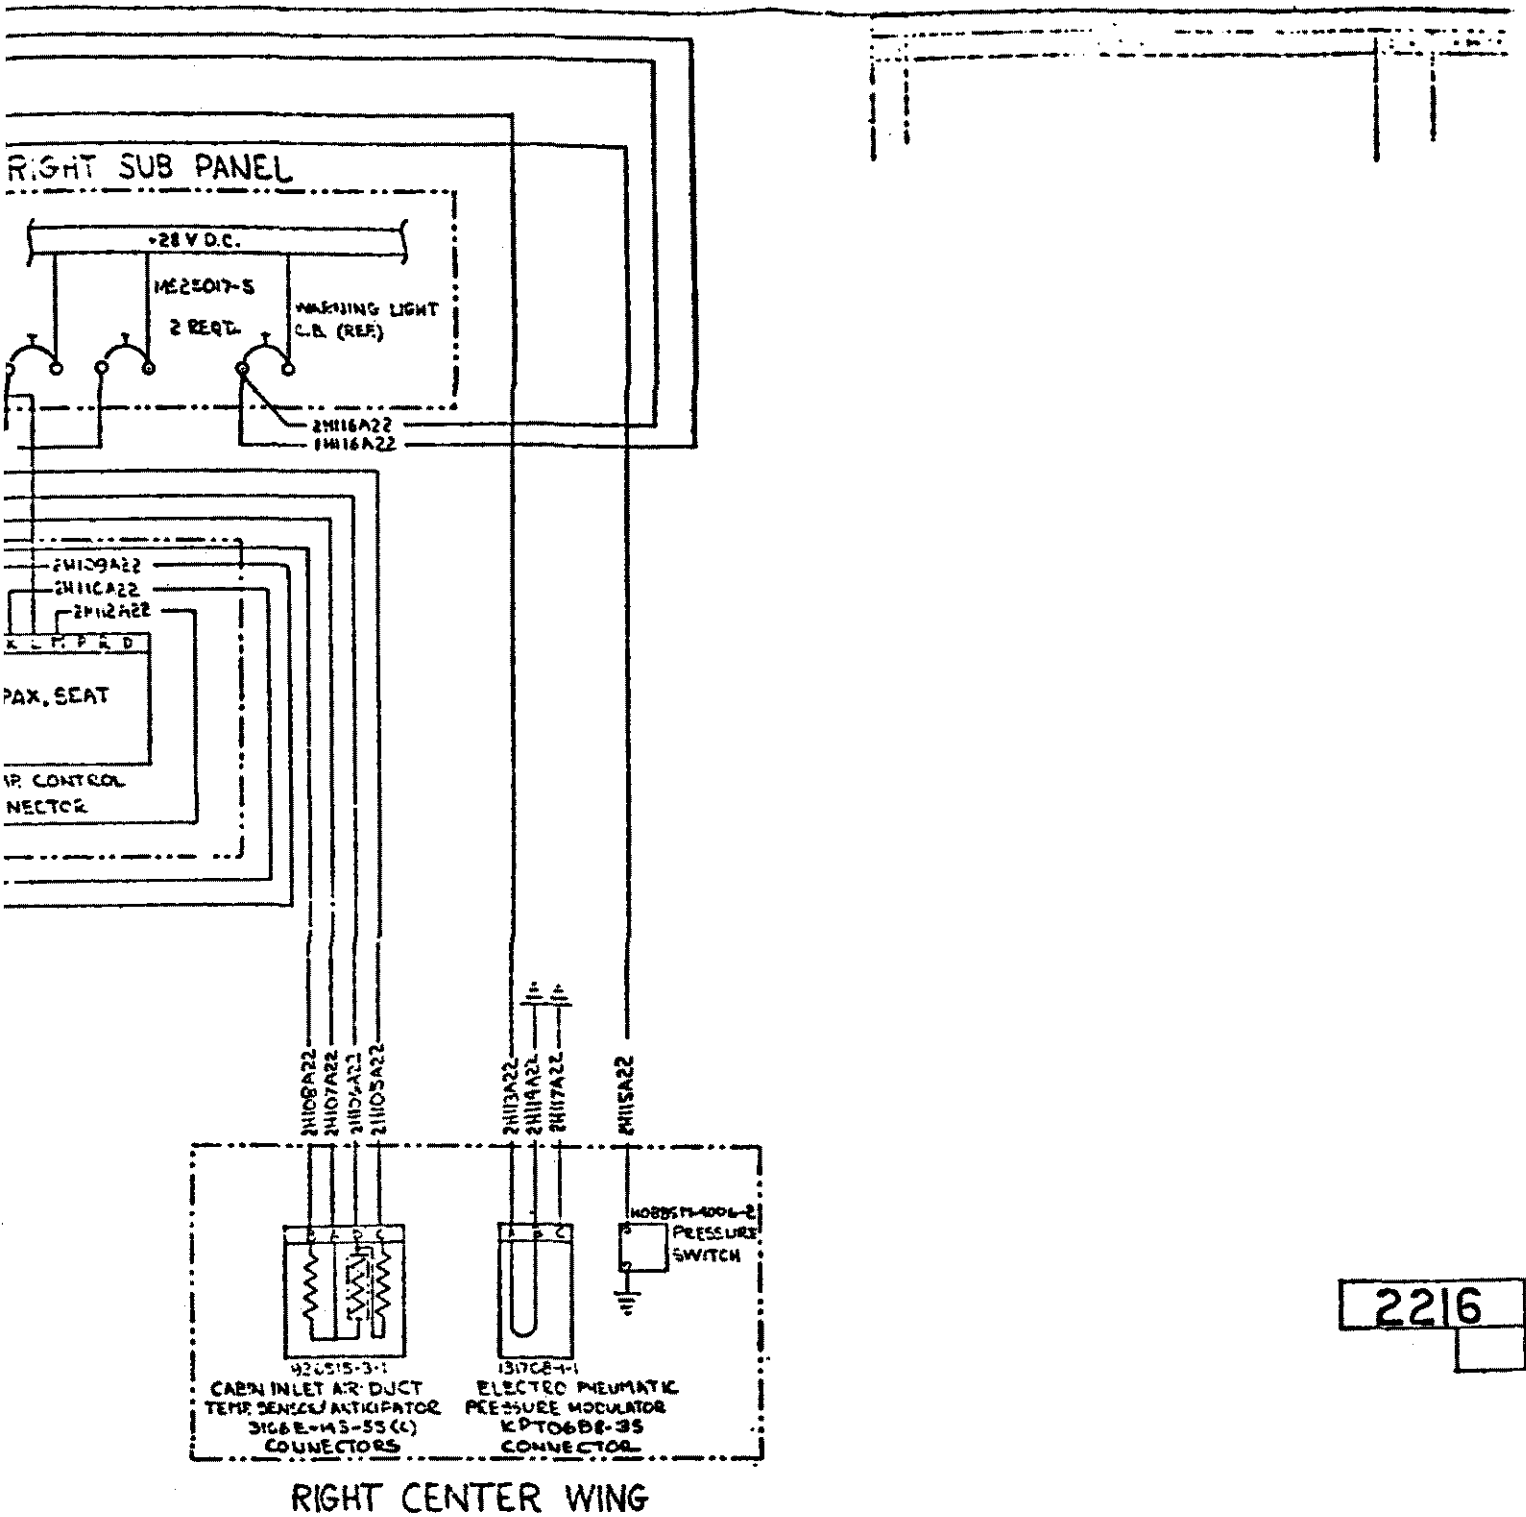 RIGHT SUB PANEL
+28 V D.C.
MS25017-5
2 REQT.
WARNING LIGHT
C.B. (REF.)
2H116A22
1H116A22
2H109A22
2H110A22
2H112A22
K L M P R D
PAX. SEAT
CONTROL
2H108A22
2H107A22
2H106A22
2H105A22
2H113A22
2H114A22
2H117A22
2H115A22
PRESSURE
SWITCH
A B C
CABIN INLET AIR DUCT
TEMP. SENSOR/ANTICIPATOR
CONNECTORS
ELECTRO PNEUMATIC
PRESSURE MODULATOR
CONNECTOR
RIGHT CENTER WING
2216